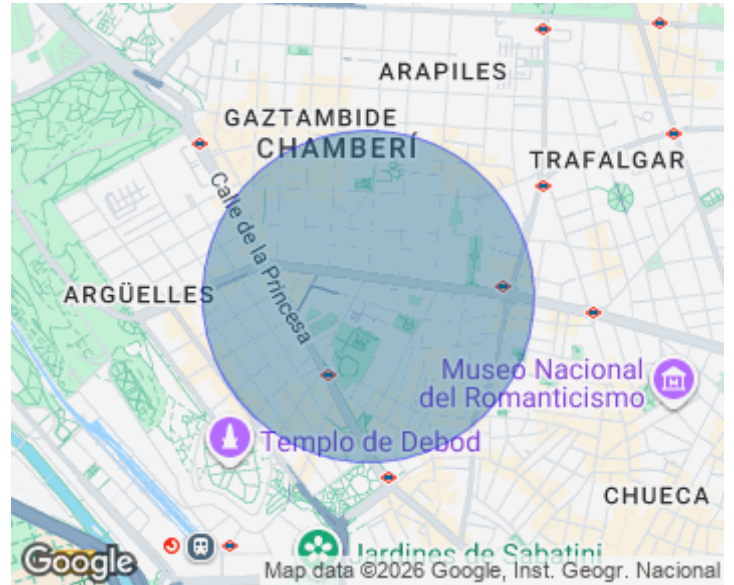 ARAPILES
GAZTAMBIDE
CHAMBERÍ
TRAFALGAR
Calle de la Princesa
ARGÜELLES
Museo Nacional
del Romanticismo
Templo de Debod
CHUECA
Jardines de Sabatini
Google
Map data ©2026 Google, Inst. Geogr. Nacional